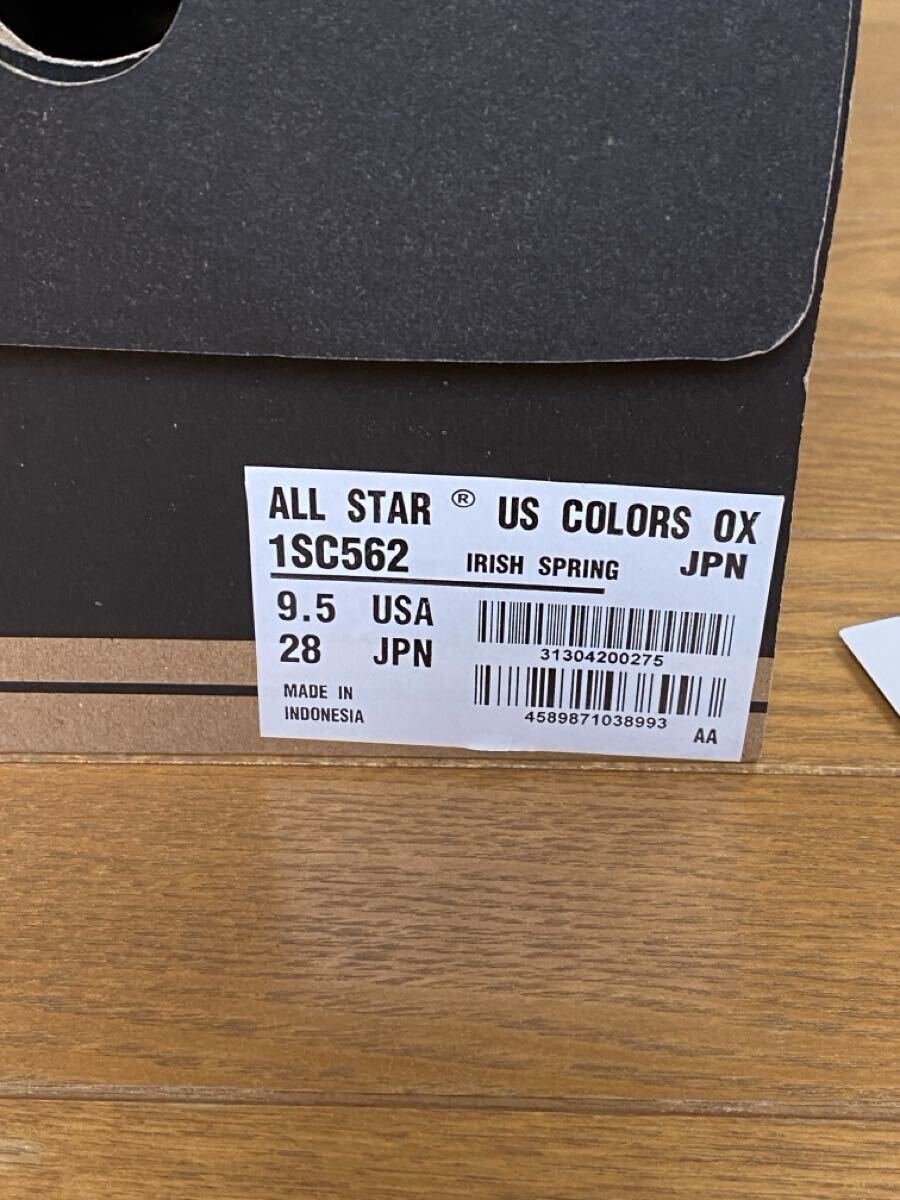 ALL STAR ® US COLORS OX
1SC562 IRISH SPRING JPN
9.5 USA
28 JPN
31304200275
MADE IN
INDONESIA
4589871038993
AA